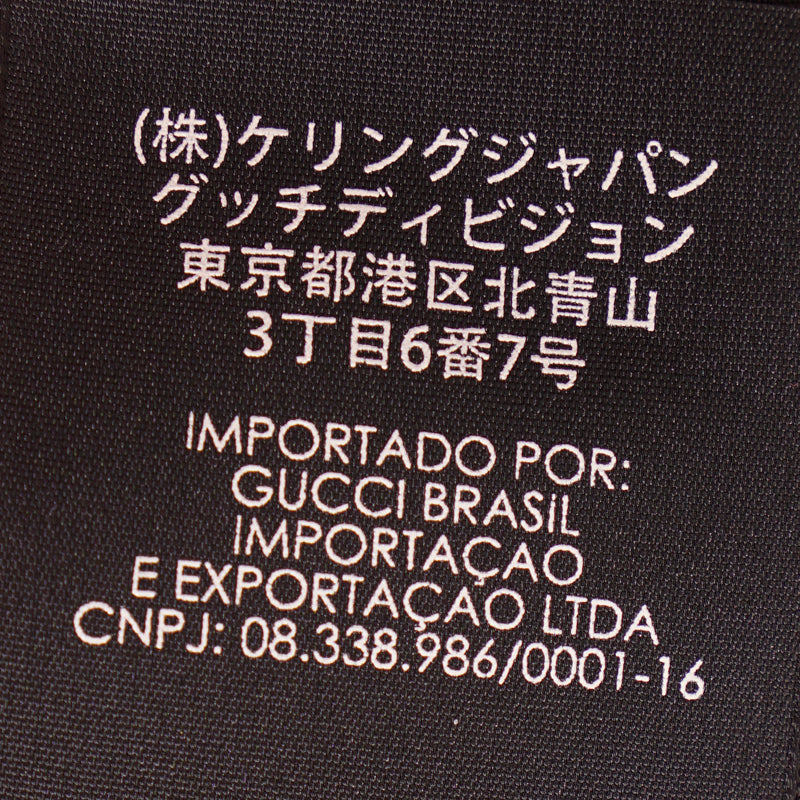 (株)ケリングジャパン
グッチディビジョン
東京都港区北青山
3丁目6番7号
IMPORTADO POR:
GUCCI BRASiL
IMPORTAÇAO
E EXPORTAÇAO LTDA
CNPJ: 08.338.986/0001-16